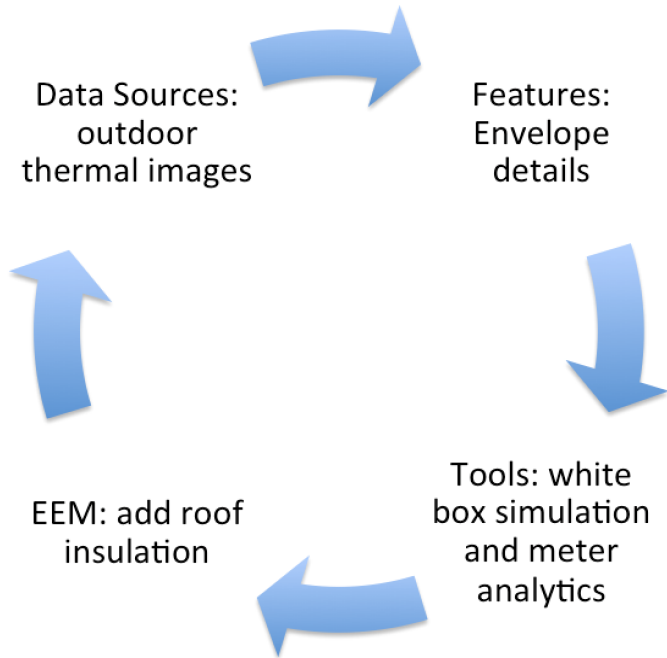 Data Sources:
outdoor
thermal images
Features:
Envelope
details
Tools: white
box simulation
and meter
analytics
EEM: add roof
insulation